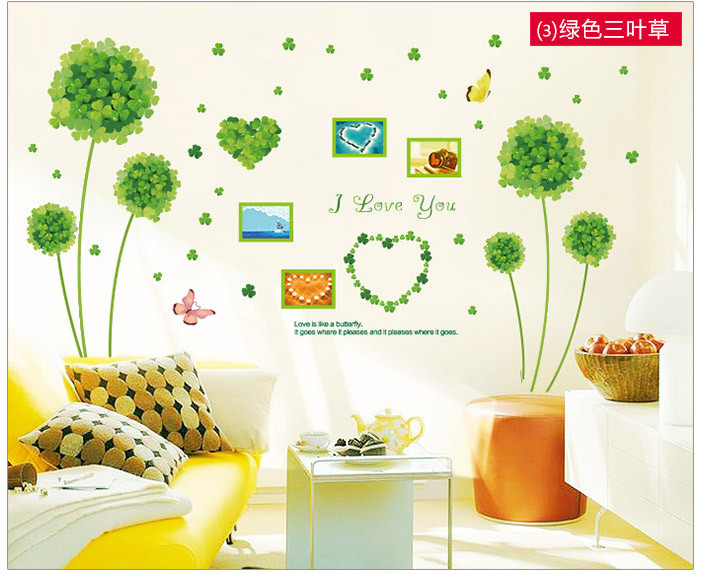 (3)绿色三叶草
I Love You
Love is like a butterfly.
It goes where it pleases and it pleases where it goes.